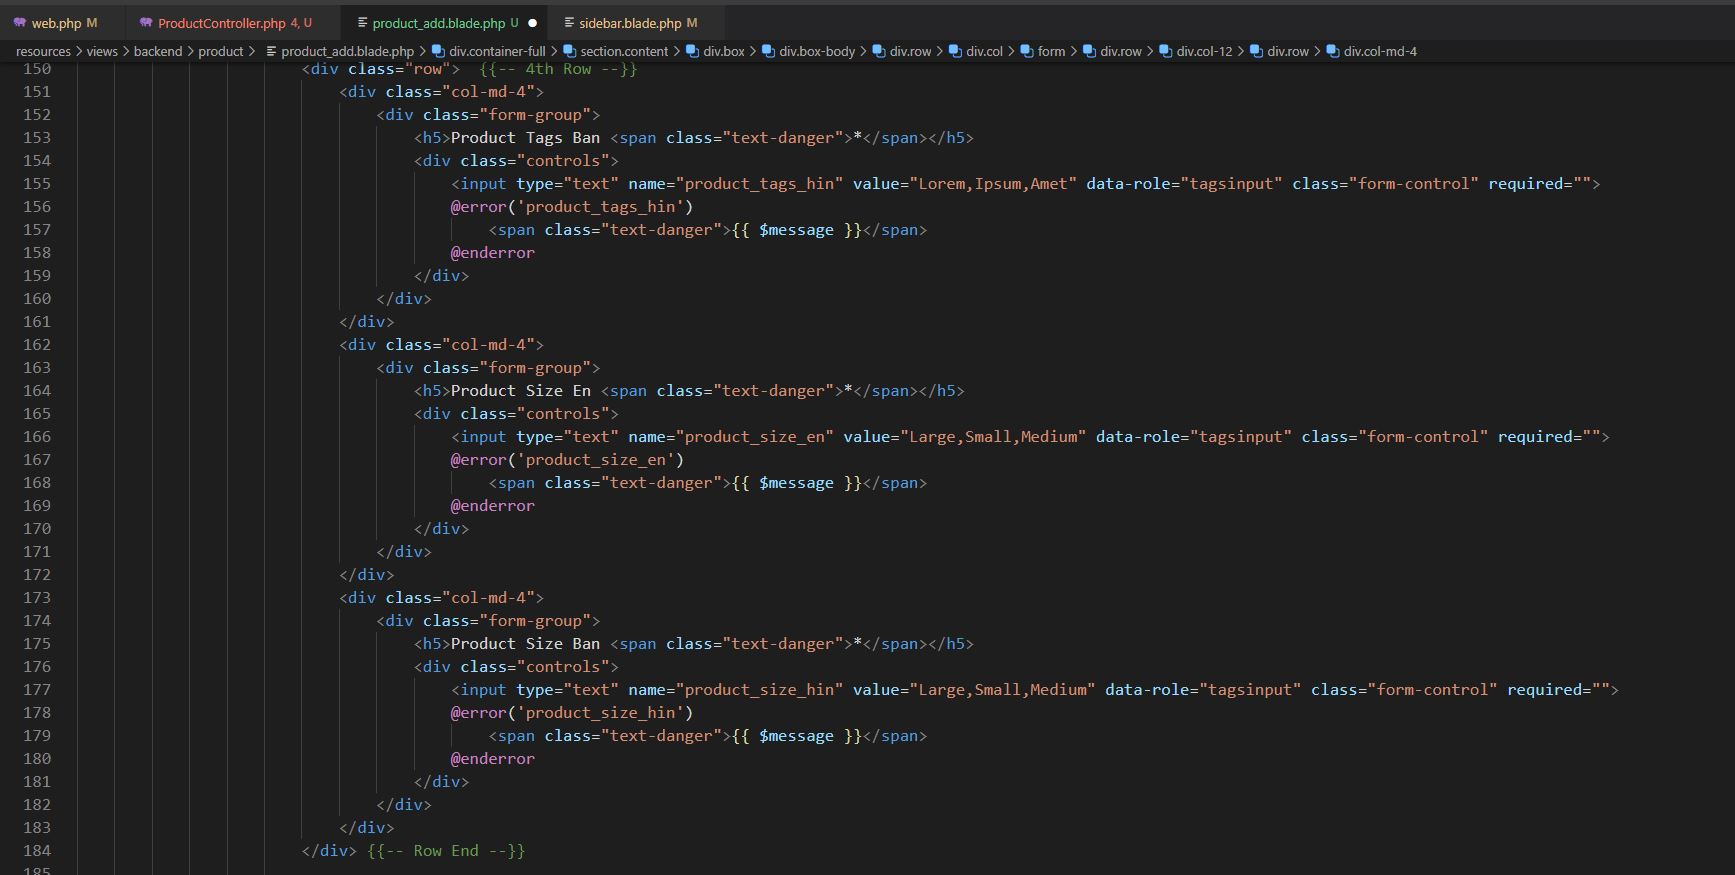 web.php M ProductController.php 4, U product_add.blade.php U sidebar.blade.php M
resources > views > backend > product > product_add.blade.php > div.container-full > section.content > div.box > div.box-body > div.row > div.col > form > div.row > div.col-12 > div.row > div.col-md-4
150 <div class="row">  {{-- 4th Row --}}
151 <div class="col-md-4">
152 <div class="form-group">
153 <h5>Product Tags Ban <span class="text-danger">*</span></h5>
154 <div class="controls">
155 <input type="text" name="product_tags_hin" value="Lorem,Ipsum,Amet" data-role="tagsinput" class="form-control" required="">
156 @error('product_tags_hin')
157 <span class="text-danger">{{ $message }}</span>
158 @enderror
159 </div>
160 </div>
161 </div>
162 <div class="col-md-4">
163 <div class="form-group">
164 <h5>Product Size En <span class="text-danger">*</span></h5>
165 <div class="controls">
166 <input type="text" name="product_size_en" value="Large,Small,Medium" data-role="tagsinput" class="form-control" required="">
167 @error('product_size_en')
168 <span class="text-danger">{{ $message }}</span>
169 @enderror
170 </div>
171 </div>
172 </div>
173 <div class="col-md-4">
174 <div class="form-group">
175 <h5>Product Size Ban <span class="text-danger">*</span></h5>
176 <div class="controls">
177 <input type="text" name="product_size_hin" value="Large,Small,Medium" data-role="tagsinput" class="form-control" required="">
178 @error('product_size_hin')
179 <span class="text-danger">{{ $message }}</span>
180 @enderror
181 </div>
182 </div>
183 </div>
184 </div> {{-- Row End --}}
185